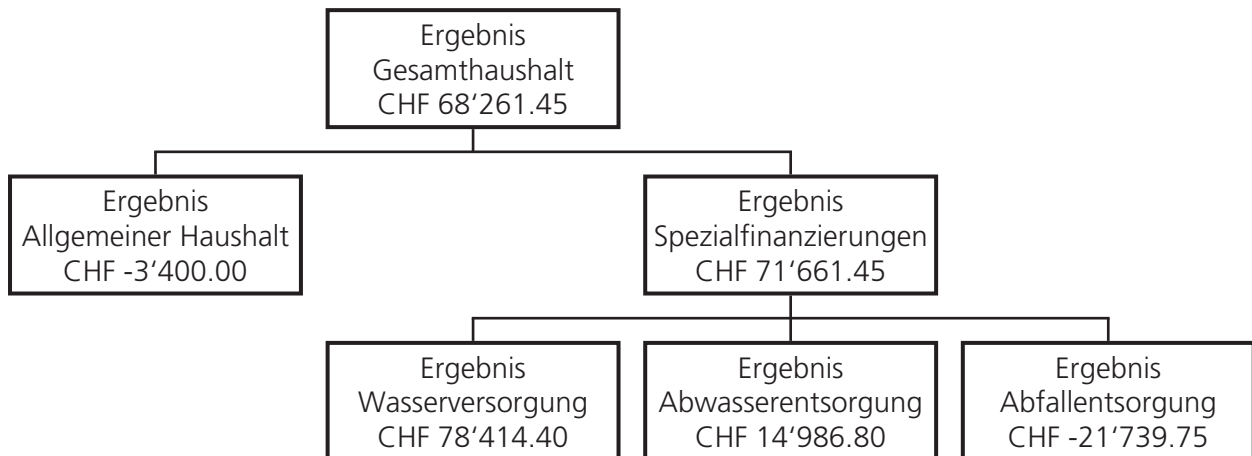 Ergebnis
Gesamthaushalt
CHF 68‘261.45
Ergebnis
Allgemeiner Haushalt
CHF -3‘400.00
Ergebnis
Spezialfinanzierungen
CHF 71‘661.45
Ergebnis
Wasserversorgung
CHF 78‘414.40
Ergebnis
Abwasserentsorgung
CHF 14‘986.80
Ergebnis
Abfallentsorgung
CHF -21‘739.75